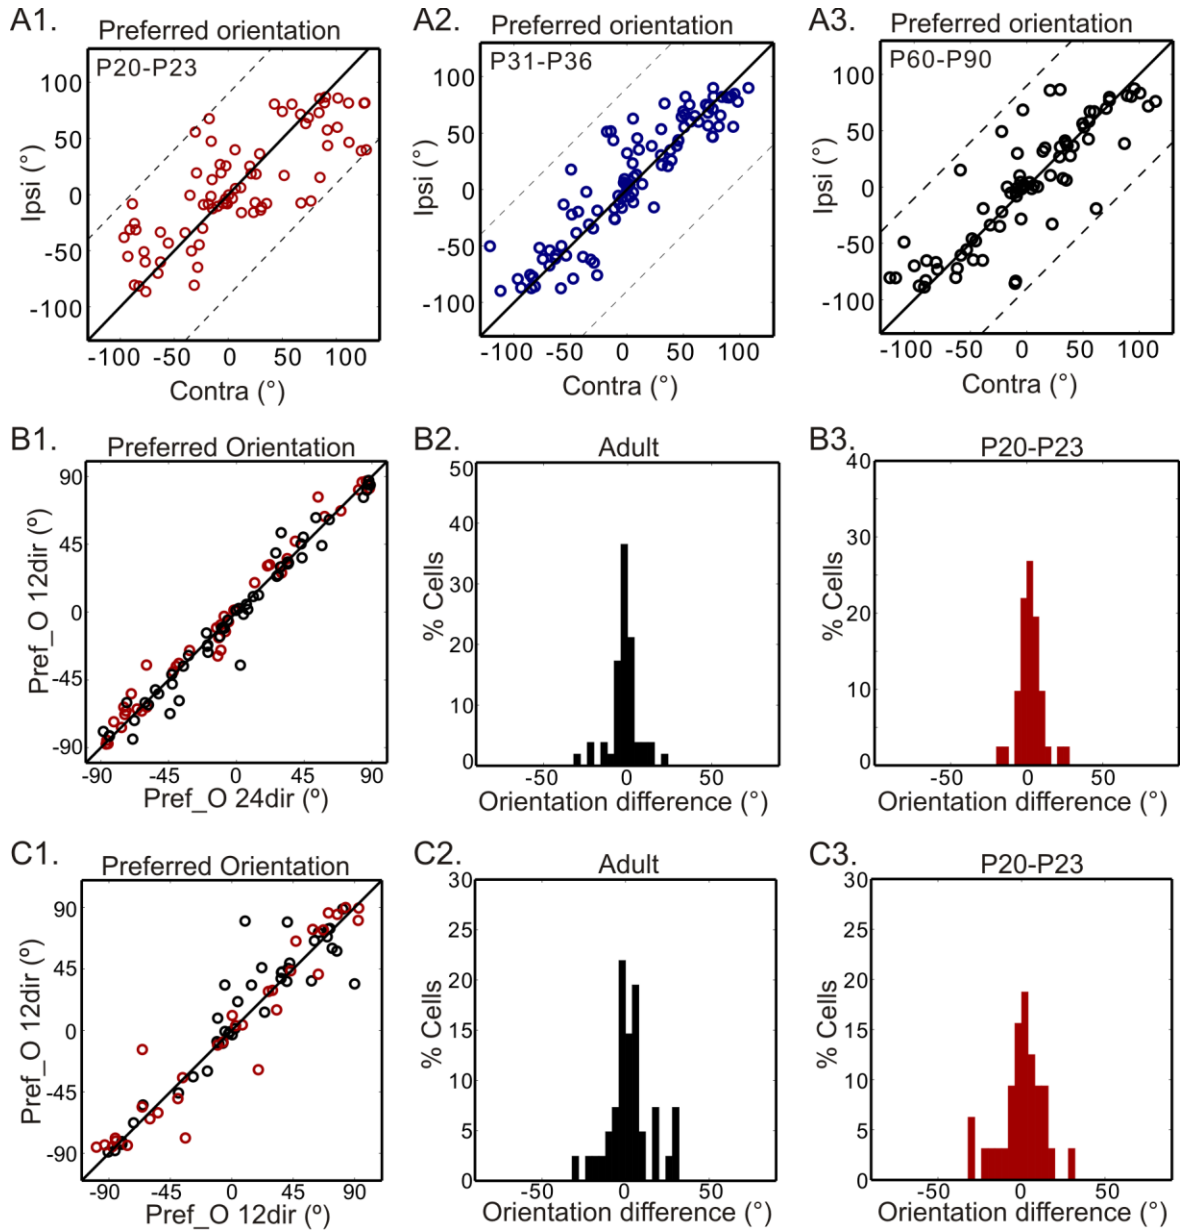 A1. Preferred orientation
P20-P23
100
50
0
-50
-100
Ipsi (°)
-100 -50 0 50 100
Contra (°)
A2. Preferred orientation
P31-P36
100
50
0
-50
-100
Ipsi (°)
-100 -50 0 50 100
Contra (°)
A3. Preferred orientation
P60-P90
100
50
0
-50
-100
Ipsi (°)
-100 -50 0 50 100
Contra (°)
B1. Preferred Orientation
90
45
0
-45
-90
Pref_O 12dir (º)
-90 -45 0 45 90
Pref_O 24dir (º)
B2. Adult
50
40
30
20
10
0
% Cells
-50 0 50
Orientation difference (°)
B3. P20-P23
40
30
20
10
0
% Cells
-50 0 50
Orientation difference (°)
C1. Preferred Orientation
90
45
0
-45
-90
Pref_O 12dir (º)
-90 -45 0 45 90
Pref_O 12dir (º)
C2. Adult
30
25
20
15
10
5
0
% Cells
-50 0 50
Orientation difference (°)
C3. P20-P23
30
25
20
15
10
5
0
% Cells
-50 0 50
Orientation difference (°)